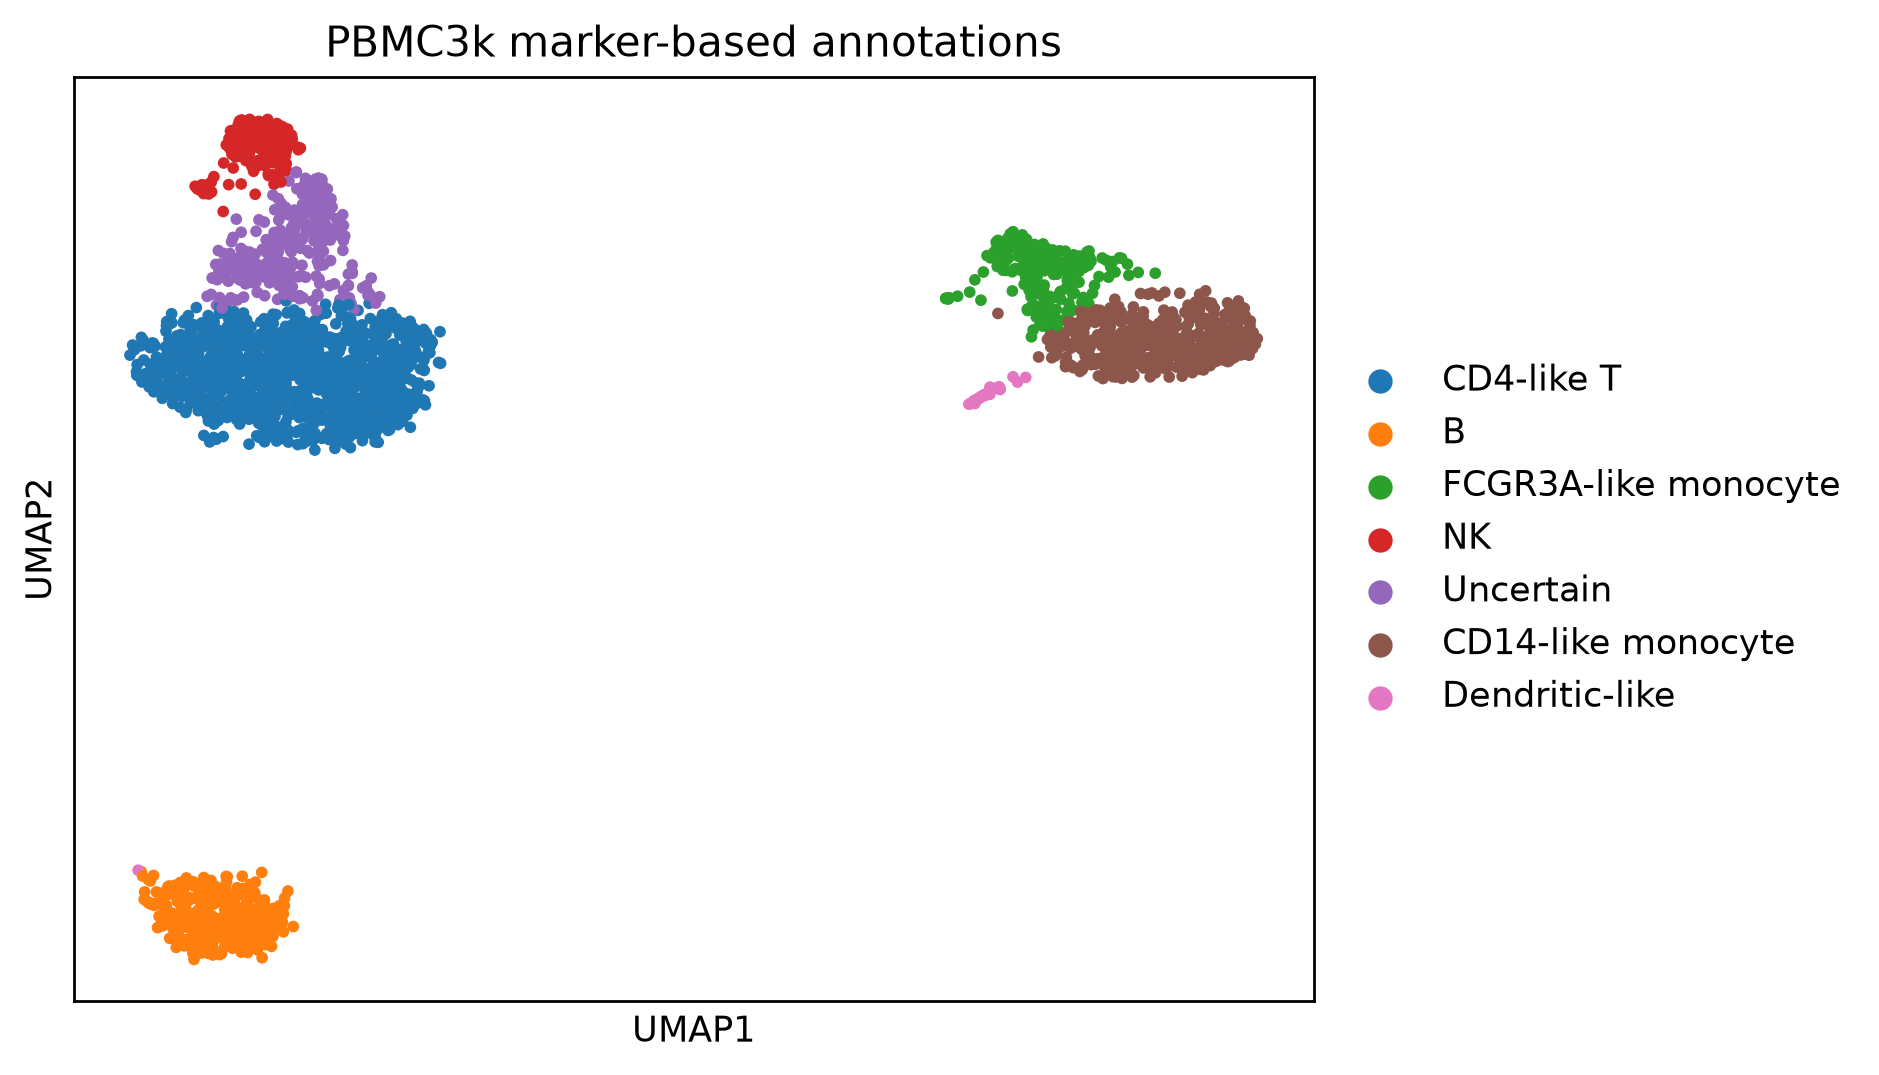 PBMC3k marker-based annotations
UMAP2
UMAP1
CD4-like T
B
FCGR3A-like monocyte
NK
Uncertain
CD14-like monocyte
Dendritic-like